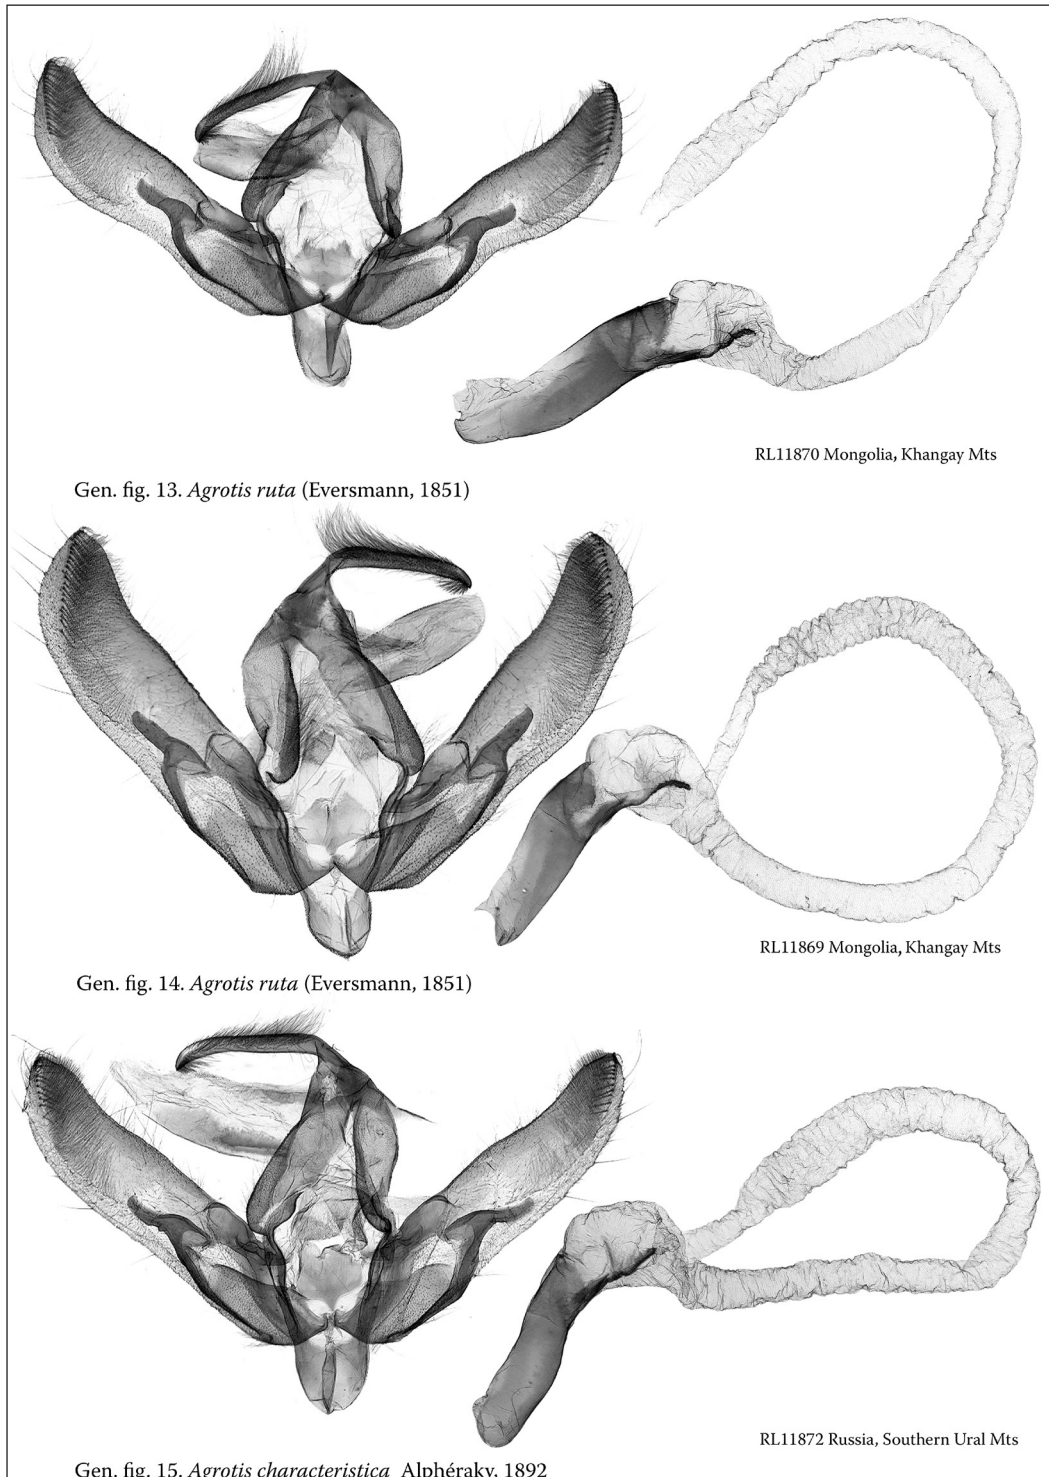 RL11870 Mongolia, Khangay Mts
Gen. fig. 13. Agrotis ruta (Eversmann, 1851)
RL11869 Mongolia, Khangay Mts
Gen. fig. 14. Agrotis ruta (Eversmann, 1851)
RL11872 Russia, Southern Ural Mts
Gen. fig. 15. Agrotis characteristica Alphéraky, 1892